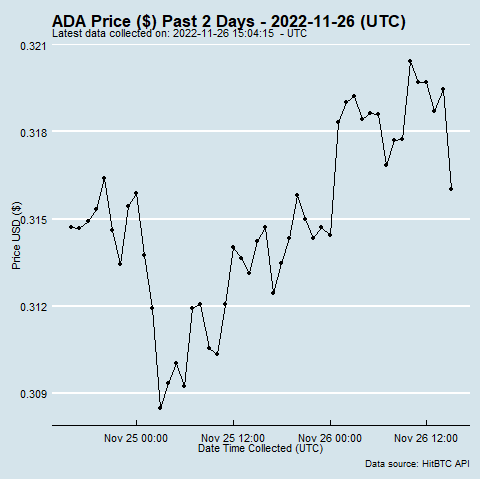 ADA Price ($) Past 2 Days - 2022-11-26 (UTC)
Latest data collected on: 2022-11-26 15:04:15 - UTC
0.321
0.318
0.315
0.312
0.309
Price USD ($)
Nov 25 00:00
Nov 25 12:00
Nov 26 00:00
Nov 26 12:00
Date Time Collected (UTC)
Data source: HitBTC API